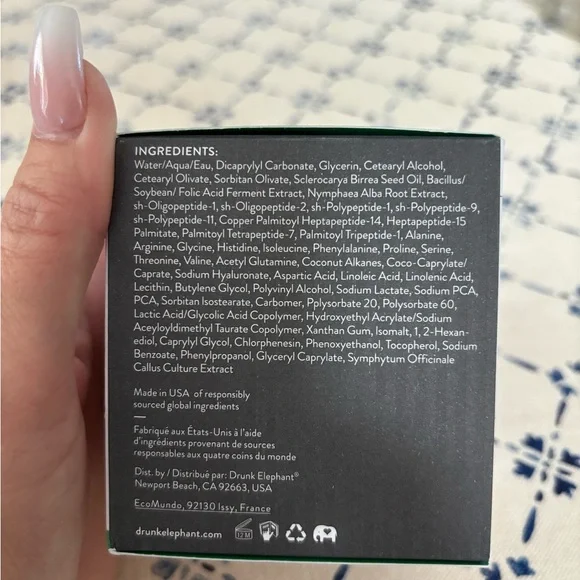 INGREDIENTS:
Water/Aqua/Eau, Dicaprylyl Carbonate, Glycerin, Cetearyl Alcohol,
Cetearyl Olivate, Sorbitan Olivate, Sclerocarya Birrea Seed Oil, Bacillus/
Soybean/ Folic Acid Ferment Extract, Nymphaea Alba Root Extract,
sh-Oligopeptide-1, sh-Oligopeptide-2, sh-Polypeptide-1, sh-Polypeptide-9,
sh-Polypeptide-11, Copper Palmitoyl Heptapeptide-14, Heptapeptide-15
Palmitate, Palmitoyl Tetrapeptide-7, Palmitoyl Tripeptide-1, Alanine,
Arginine, Glycine, Histidine, Isoleucine, Phenylalanine, Proline, Serine,
Threonine, Valine, Acetyl Glutamine, Coconut Alkanes, Coco-Caprylate/
Caprate, Sodium Hyaluronate, Aspartic Acid, Linoleic Acid, Linolenic Acid,
Lecithin, Butylene Glycol, Polyvinyl Alcohol, Sodium Lactate, Sodium PCA,
PCA, Sorbitan Isostearate, Carbomer, Pplysorbate 20, Polysorbate 60,
Lactic Acid/Glycolic Acid Copolymer, Hydroxyethyl Acrylate/Sodium
Aceyloyldimethyl Taurate Copolymer, Xanthan Gum, Isomalt, 1, 2-Hexan-
ediol, Caprylyl Glycol, Chlorphenesin, Phenoxyethanol, Tocopherol, Sodium
Benzoate, Phenylpropanol, Glyceryl Caprylate, Symphytum Officinale
Callus Culture Extract
Made in USA of responsibly
sourced global ingredients
Fabriqué aux États-Unis à l'aide
d'ingrédients provenant de sources
responsables aux quatre coins du monde
Dist. by / Distribué par: Drunk Elephant®
Newport Beach, CA 92663, USA
EcoMundo, 92130 Issy, France
drunkelephant.com 12 M